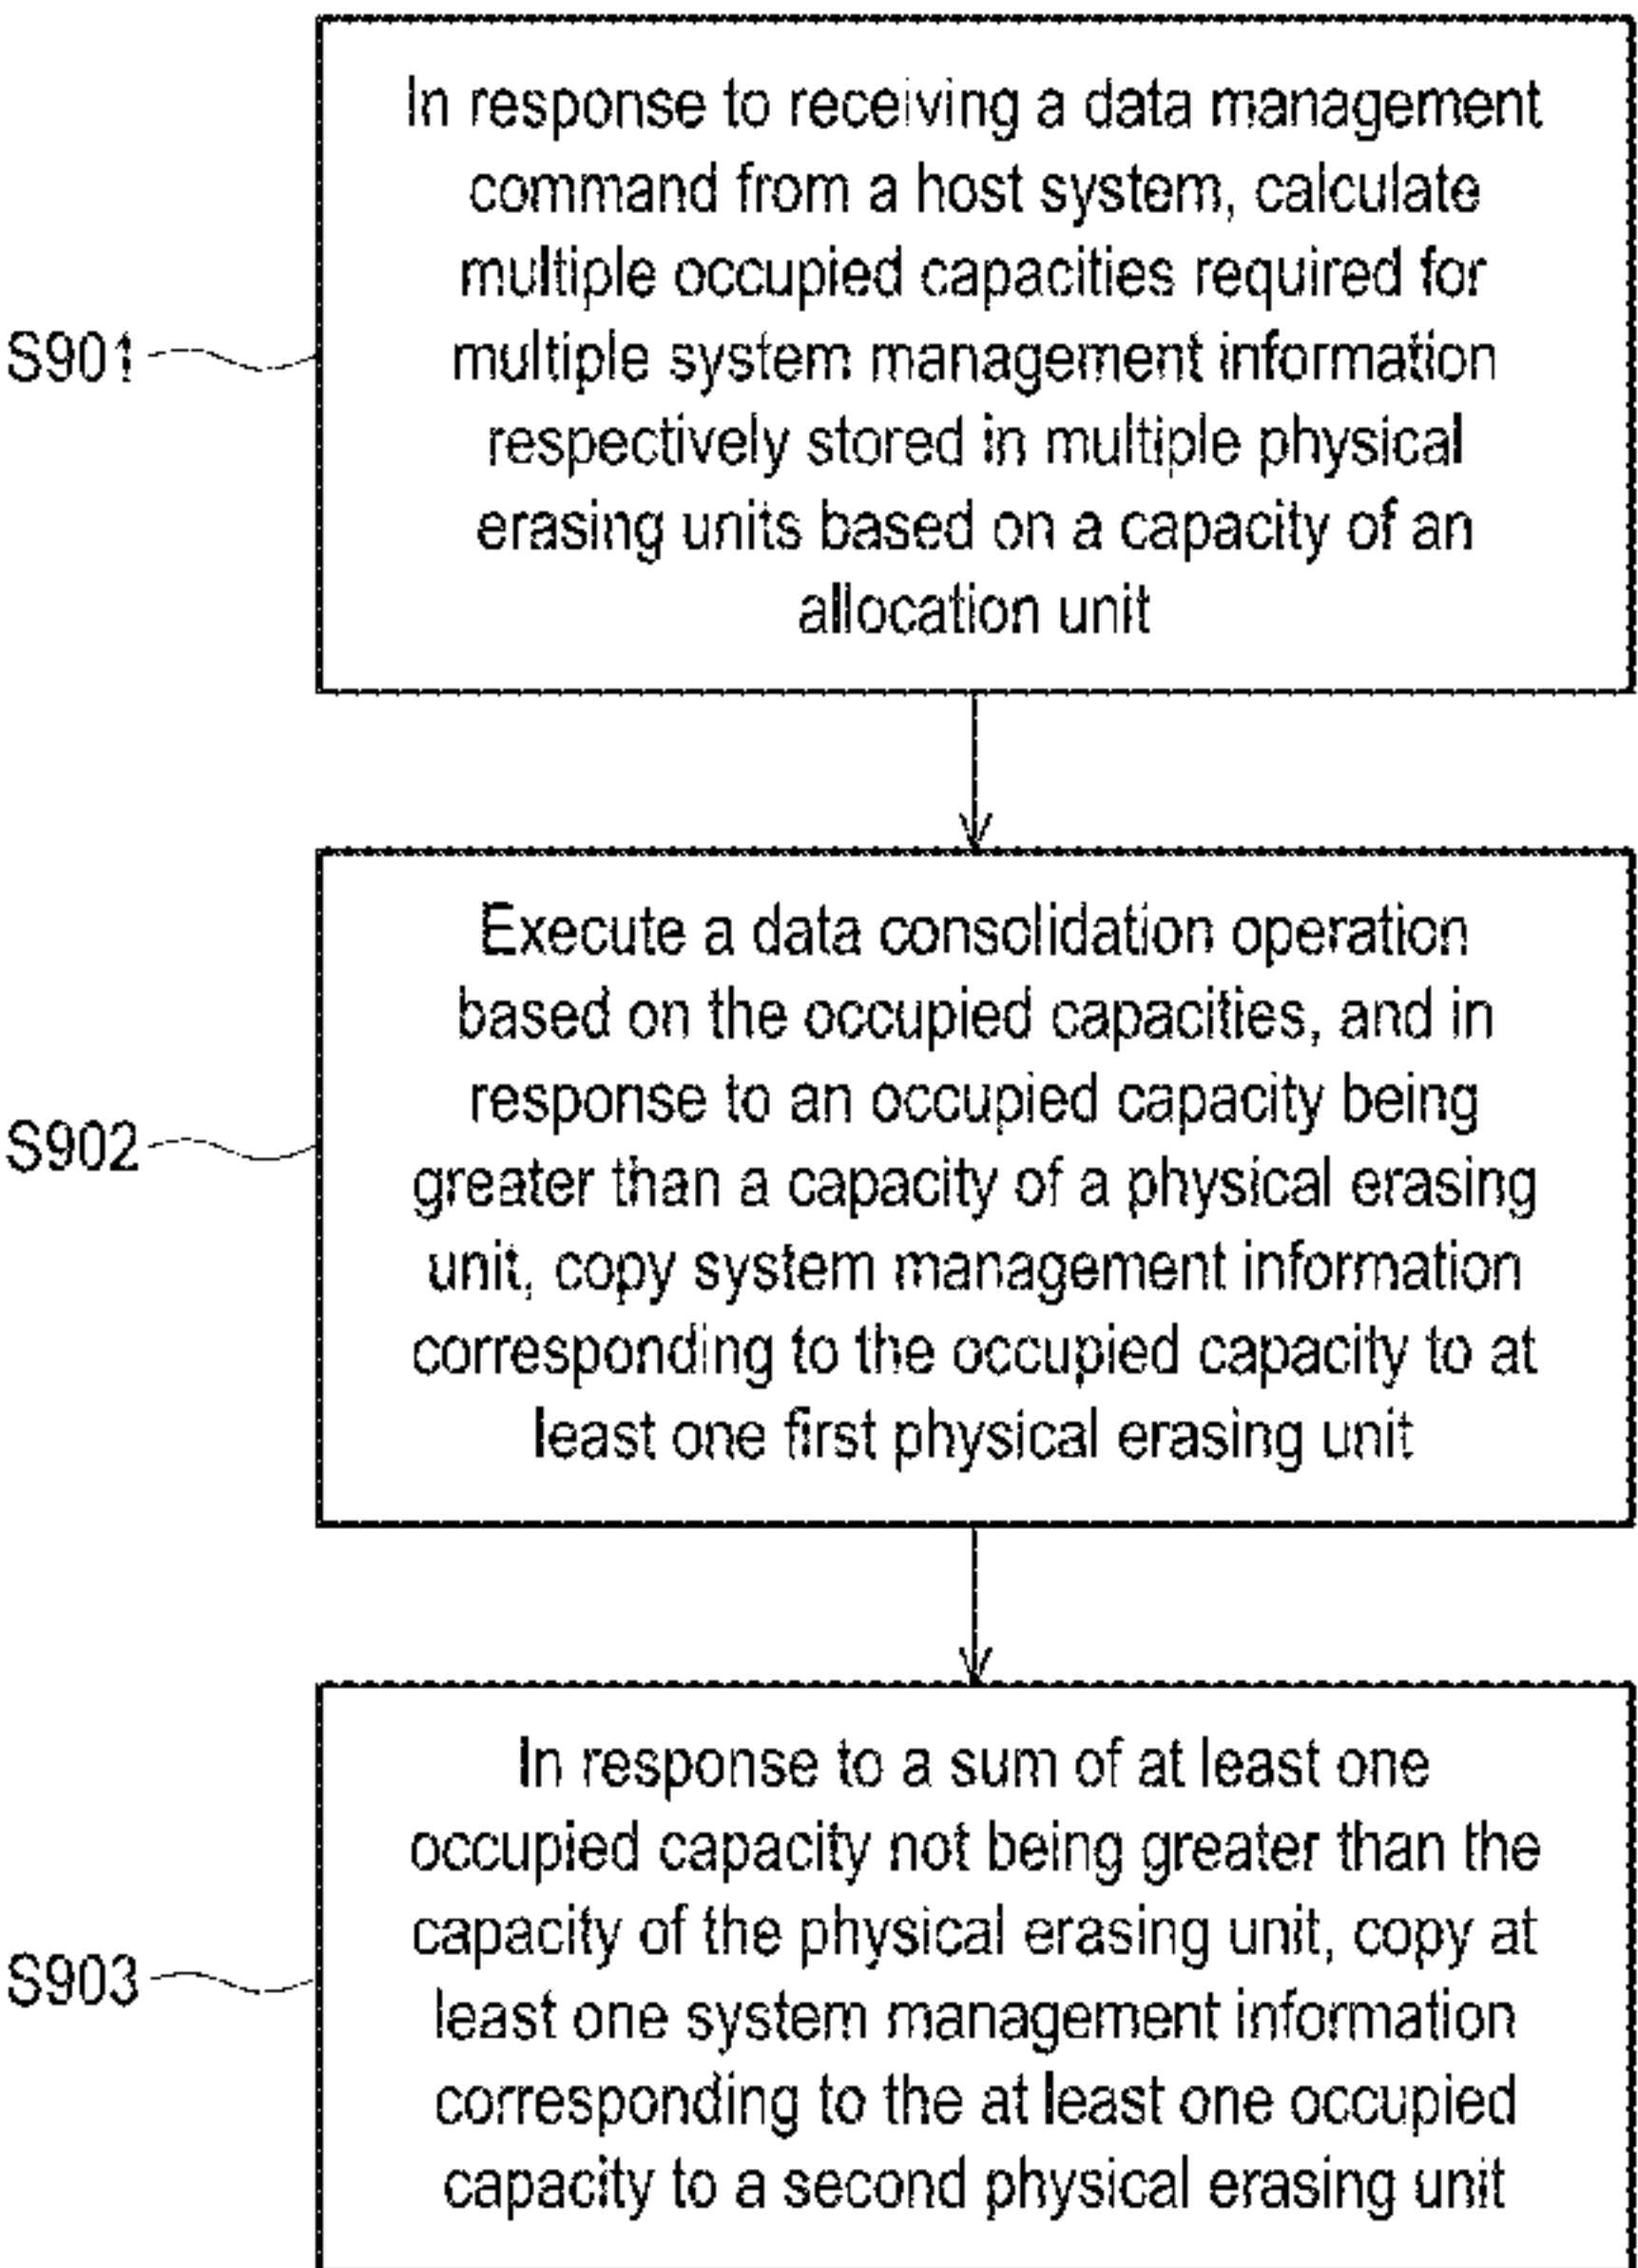 In response to receiving a data management
command from a host system, calculate
multiple occupied capacities required for
multiple system management information
respectively stored in multiple physical
erasing units based on a capacity of an
allocation unit
S901
Execute a data consolidation operation
based on the occupied capacities, and in
response to an occupied capacity being
greater than a capacity of a physical erasing
unit, copy system management information
corresponding to the occupied capacity to at
least one first physical erasing unit
S902
In response to a sum of at least one
occupied capacity not being greater than the
capacity of the physical erasing unit, copy at
least one system management information
corresponding to the at least one occupied
capacity to a second physical erasing unit
S903